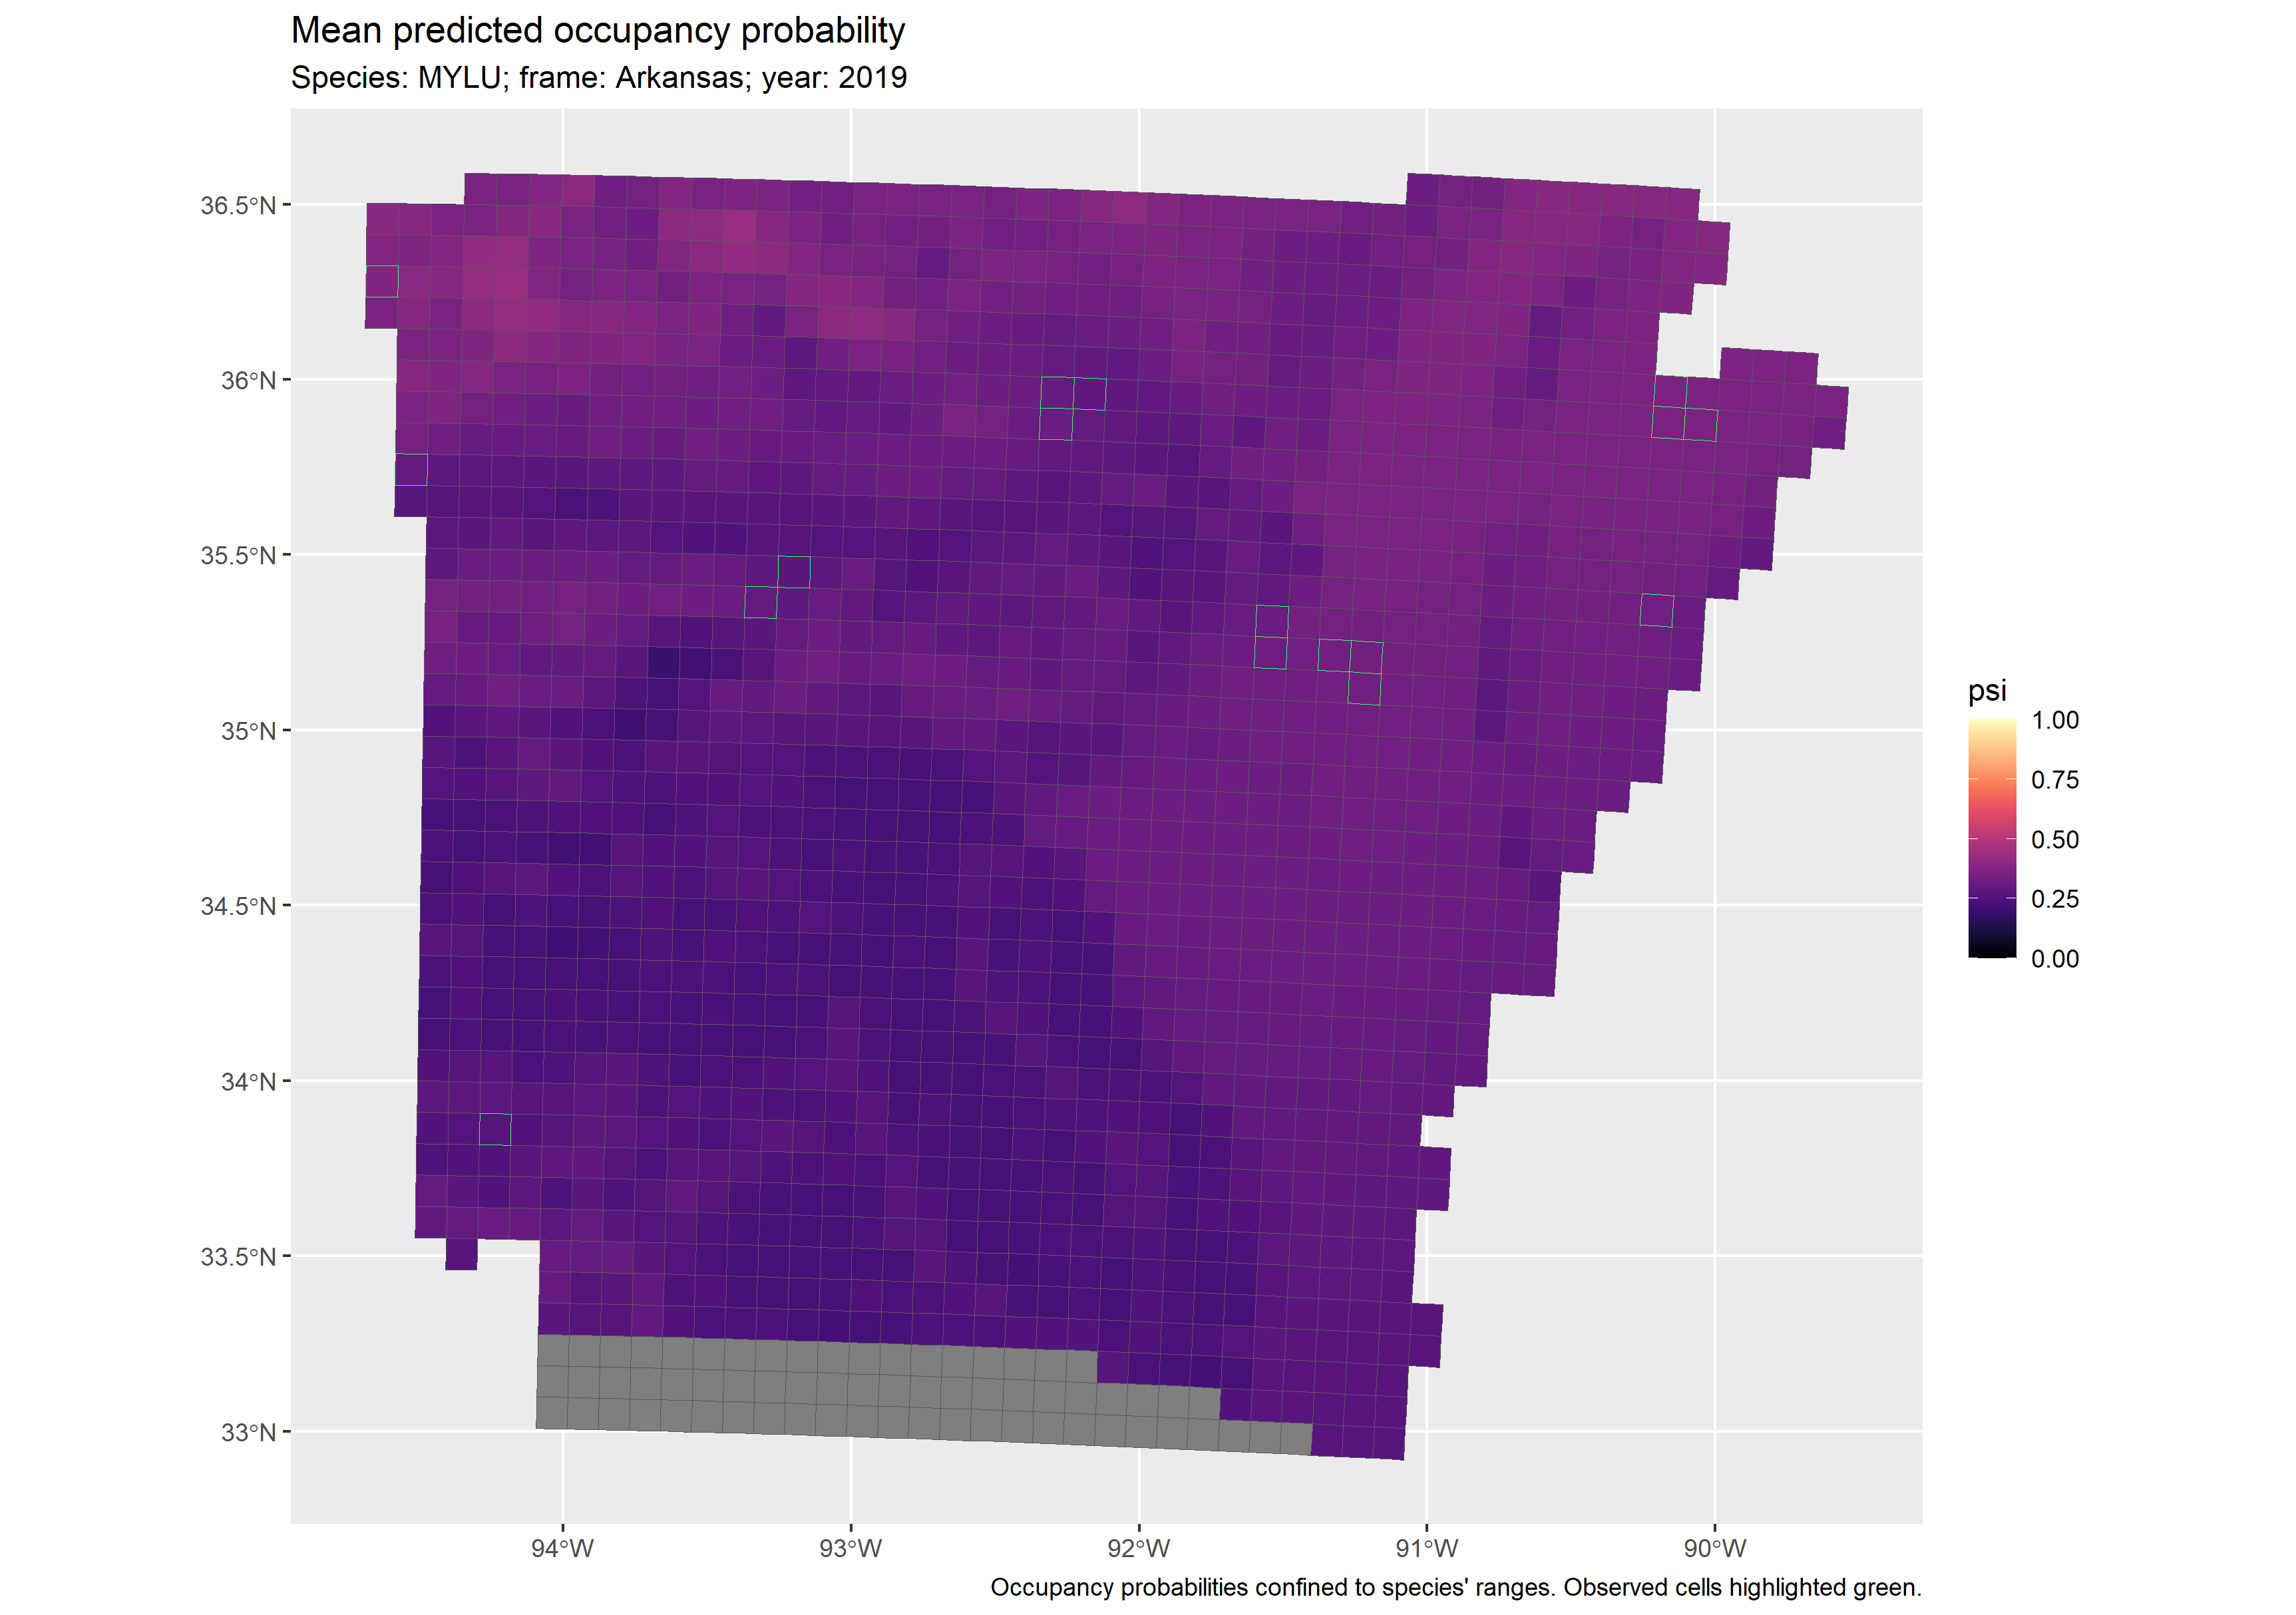 Mean predicted occupancy probability
Species: MYLU; frame: Arkansas; year: 2019
36.5°N
36°N
35.5°N
35°N
34.5°N
34°N
33.5°N
33°N
94°W
93°W
92°W
91°W
90°W
psi
1.00
0.75
0.50
0.25
0.00
Occupancy probabilities confined to species' ranges. Observed cells highlighted green.